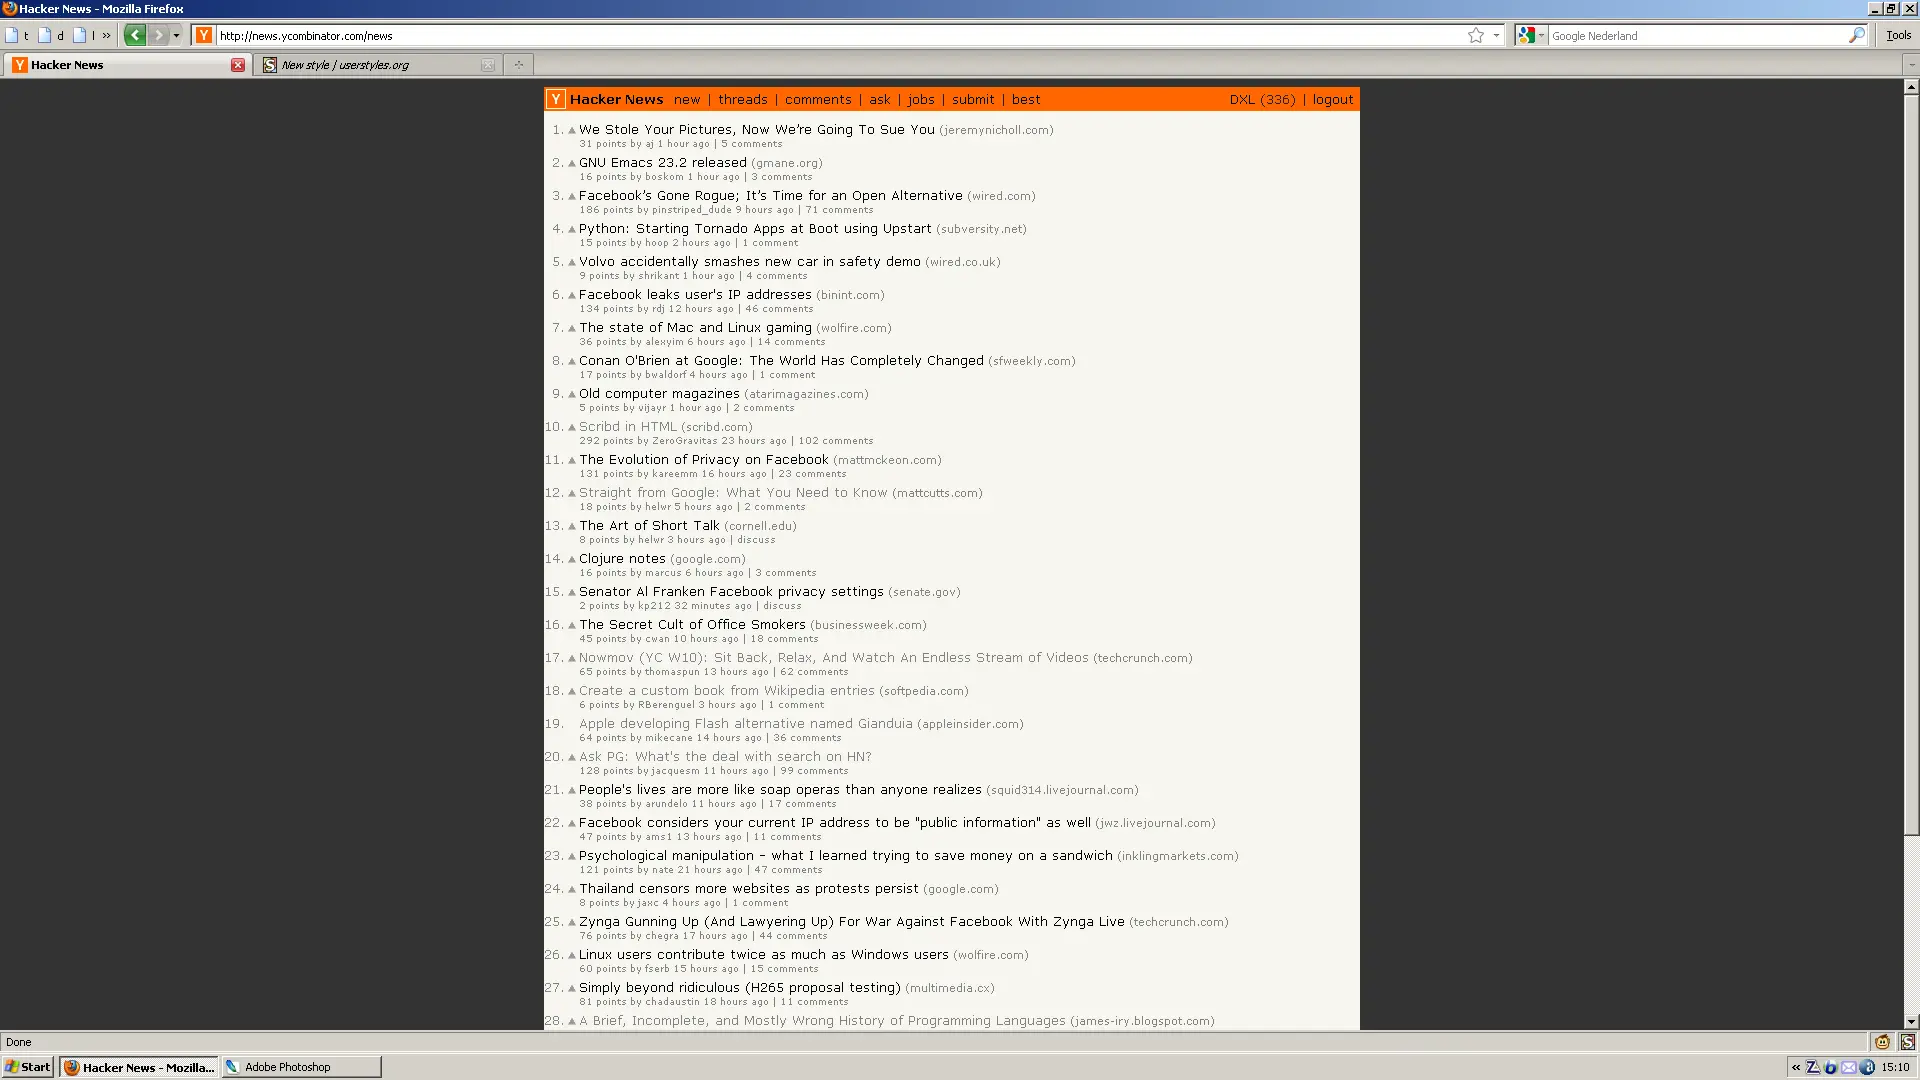 Hacker News - Mozilla Firefox
t d l »
http://news.ycombinator.com/news
Google Nederland
Tools
Hacker News
New style / userstyles.org
Y Hacker News new | threads | comments | ask | jobs | submit | best DXL (336) | logout
1. We Stole Your Pictures, Now We’re Going To Sue You (jeremynicholl.com)
31 points by aj 1 hour ago | 5 comments
2. GNU Emacs 23.2 released (gmane.org)
16 points by boskom 1 hour ago | 3 comments
3. Facebook’s Gone Rogue; It’s Time for an Open Alternative (wired.com)
186 points by pinstriped_dude 9 hours ago | 71 comments
4. Python: Starting Tornado Apps at Boot using Upstart (subversity.net)
15 points by hoop 2 hours ago | 1 comment
5. Volvo accidentally smashes new car in safety demo (wired.co.uk)
9 points by shrikant 1 hour ago | 4 comments
6. Facebook leaks user's IP addresses (binint.com)
134 points by rdj 12 hours ago | 46 comments
7. The state of Mac and Linux gaming (wolfire.com)
36 points by alexyim 6 hours ago | 14 comments
8. Conan O'Brien at Google: The World Has Completely Changed (sfweekly.com)
17 points by bwaldorf 4 hours ago | 1 comment
9. Old computer magazines (atarimagazines.com)
5 points by vijayr 1 hour ago | 2 comments
10. Scribd in HTML (scribd.com)
292 points by ZeroGravitas 23 hours ago | 102 comments
11. The Evolution of Privacy on Facebook (mattmckeon.com)
131 points by kareemm 16 hours ago | 23 comments
12. Straight from Google: What You Need to Know (mattcutts.com)
18 points by helwr 5 hours ago | 2 comments
13. The Art of Short Talk (cornell.edu)
8 points by helwr 3 hours ago | discuss
14. Clojure notes (google.com)
16 points by marcus 6 hours ago | 3 comments
15. Senator Al Franken Facebook privacy settings (senate.gov)
2 points by kp212 32 minutes ago | discuss
16. The Secret Cult of Office Smokers (businessweek.com)
45 points by cwan 10 hours ago | 18 comments
17. Nowmov (YC W10): Sit Back, Relax, And Watch An Endless Stream of Videos (techcrunch.com)
65 points by thomaspun 13 hours ago | 62 comments
18. Create a custom book from Wikipedia entries (softpedia.com)
6 points by RBerenguel 3 hours ago | 1 comment
19. Apple developing Flash alternative named Gianduia (appleinsider.com)
64 points by mikecane 14 hours ago | 36 comments
20. Ask PG: What's the deal with search on HN?
128 points by jacquesm 11 hours ago | 99 comments
21. People's lives are more like soap operas than anyone realizes (squid314.livejournal.com)
38 points by arundelo 11 hours ago | 17 comments
22. Facebook considers your current IP address to be "public information" as well (jwz.livejournal.com)
47 points by ams1 13 hours ago | 11 comments
23. Psychological manipulation – what I learned trying to save money on a sandwich (inklingmarkets.com)
121 points by nate 21 hours ago | 47 comments
24. Thailand censors more websites as protests persist (google.com)
8 points by jaxc 4 hours ago | 1 comment
25. Zynga Gunning Up (And Lawyering Up) For War Against Facebook With Zynga Live (techcrunch.com)
76 points by chegra 17 hours ago | 44 comments
26. Linux users contribute twice as much as Windows users (wolfire.com)
60 points by fserb 15 hours ago | 15 comments
27. Simply beyond ridiculous (H265 proposal testing) (multimedia.cx)
81 points by chadaustin 18 hours ago | 11 comments
28. A Brief, Incomplete, and Mostly Wrong History of Programming Languages (james-iry.blogspot.com)
Done
Start Hacker News - Mozilla... Adobe Photoshop « 15:10